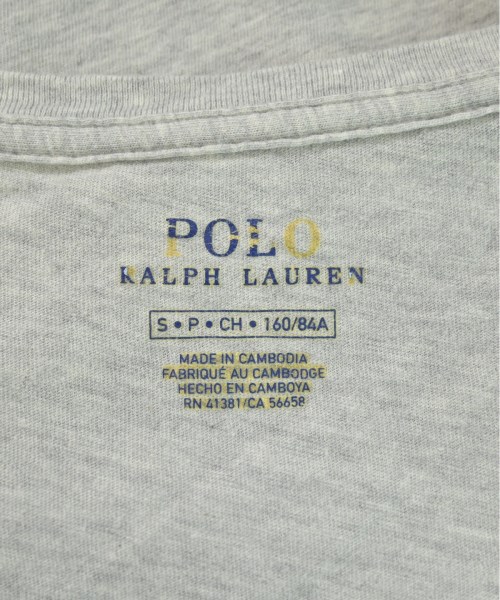 POLO
RALPH LAUREN
S • P • CH • 160/84A
MADE IN CAMBODIA
FABRIQUÉ AU CAMBODGE
HECHO EN CAMBOYA
RN 41381/CA 56658